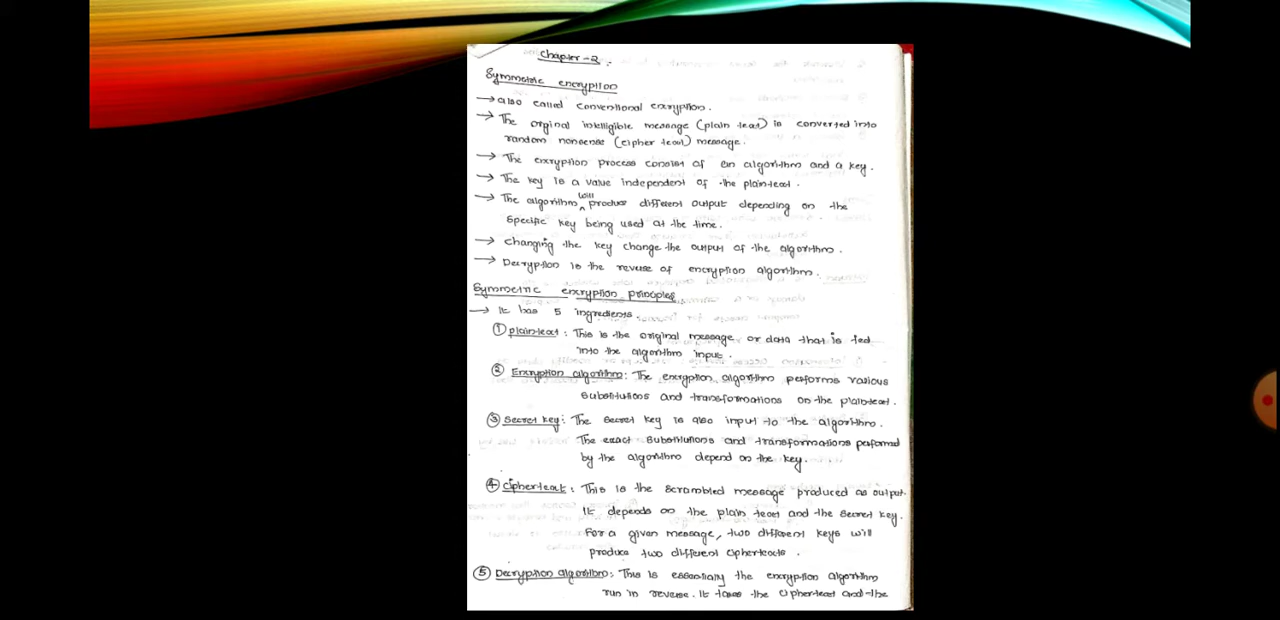 Chapter-2.
Symmetric encryption
→ also called conventional encryption.
→ The orginal intelligible message (plain text) is converted into
random nonsense (cipher text) message.
→ The encryption process consist of an algorithm and a key.
→ The key is a value independent of the plaintext.
→ The algorithm will produce different output depending on the
specific key being used at the time.
→ Changing the key change the output of the algorithm.
→ Decryption is the reverse of encryption algorithm.
Symmetric encryption principles
→ It has 5 ingredients.
① plaintext: This is the original message or data that is fed
into the algorithm input.
② Encryption algorithm: The encryption algorithm performs various
substitutions and transformations on the plaintext.
③ Secret key: The secret key is also input to the algorithm.
The exact substitutions and transformations performed
by the algorithm depend on the key.
④ ciphertext: This is the scrambled message produced as output.
It depends on the plain text and the secret key.
For a given message, two different keys will
produce two different ciphertexts.
⑤ Decryption algorithm: This is essentially the encryption algorithm
run in reverse. It takes the ciphertext and the